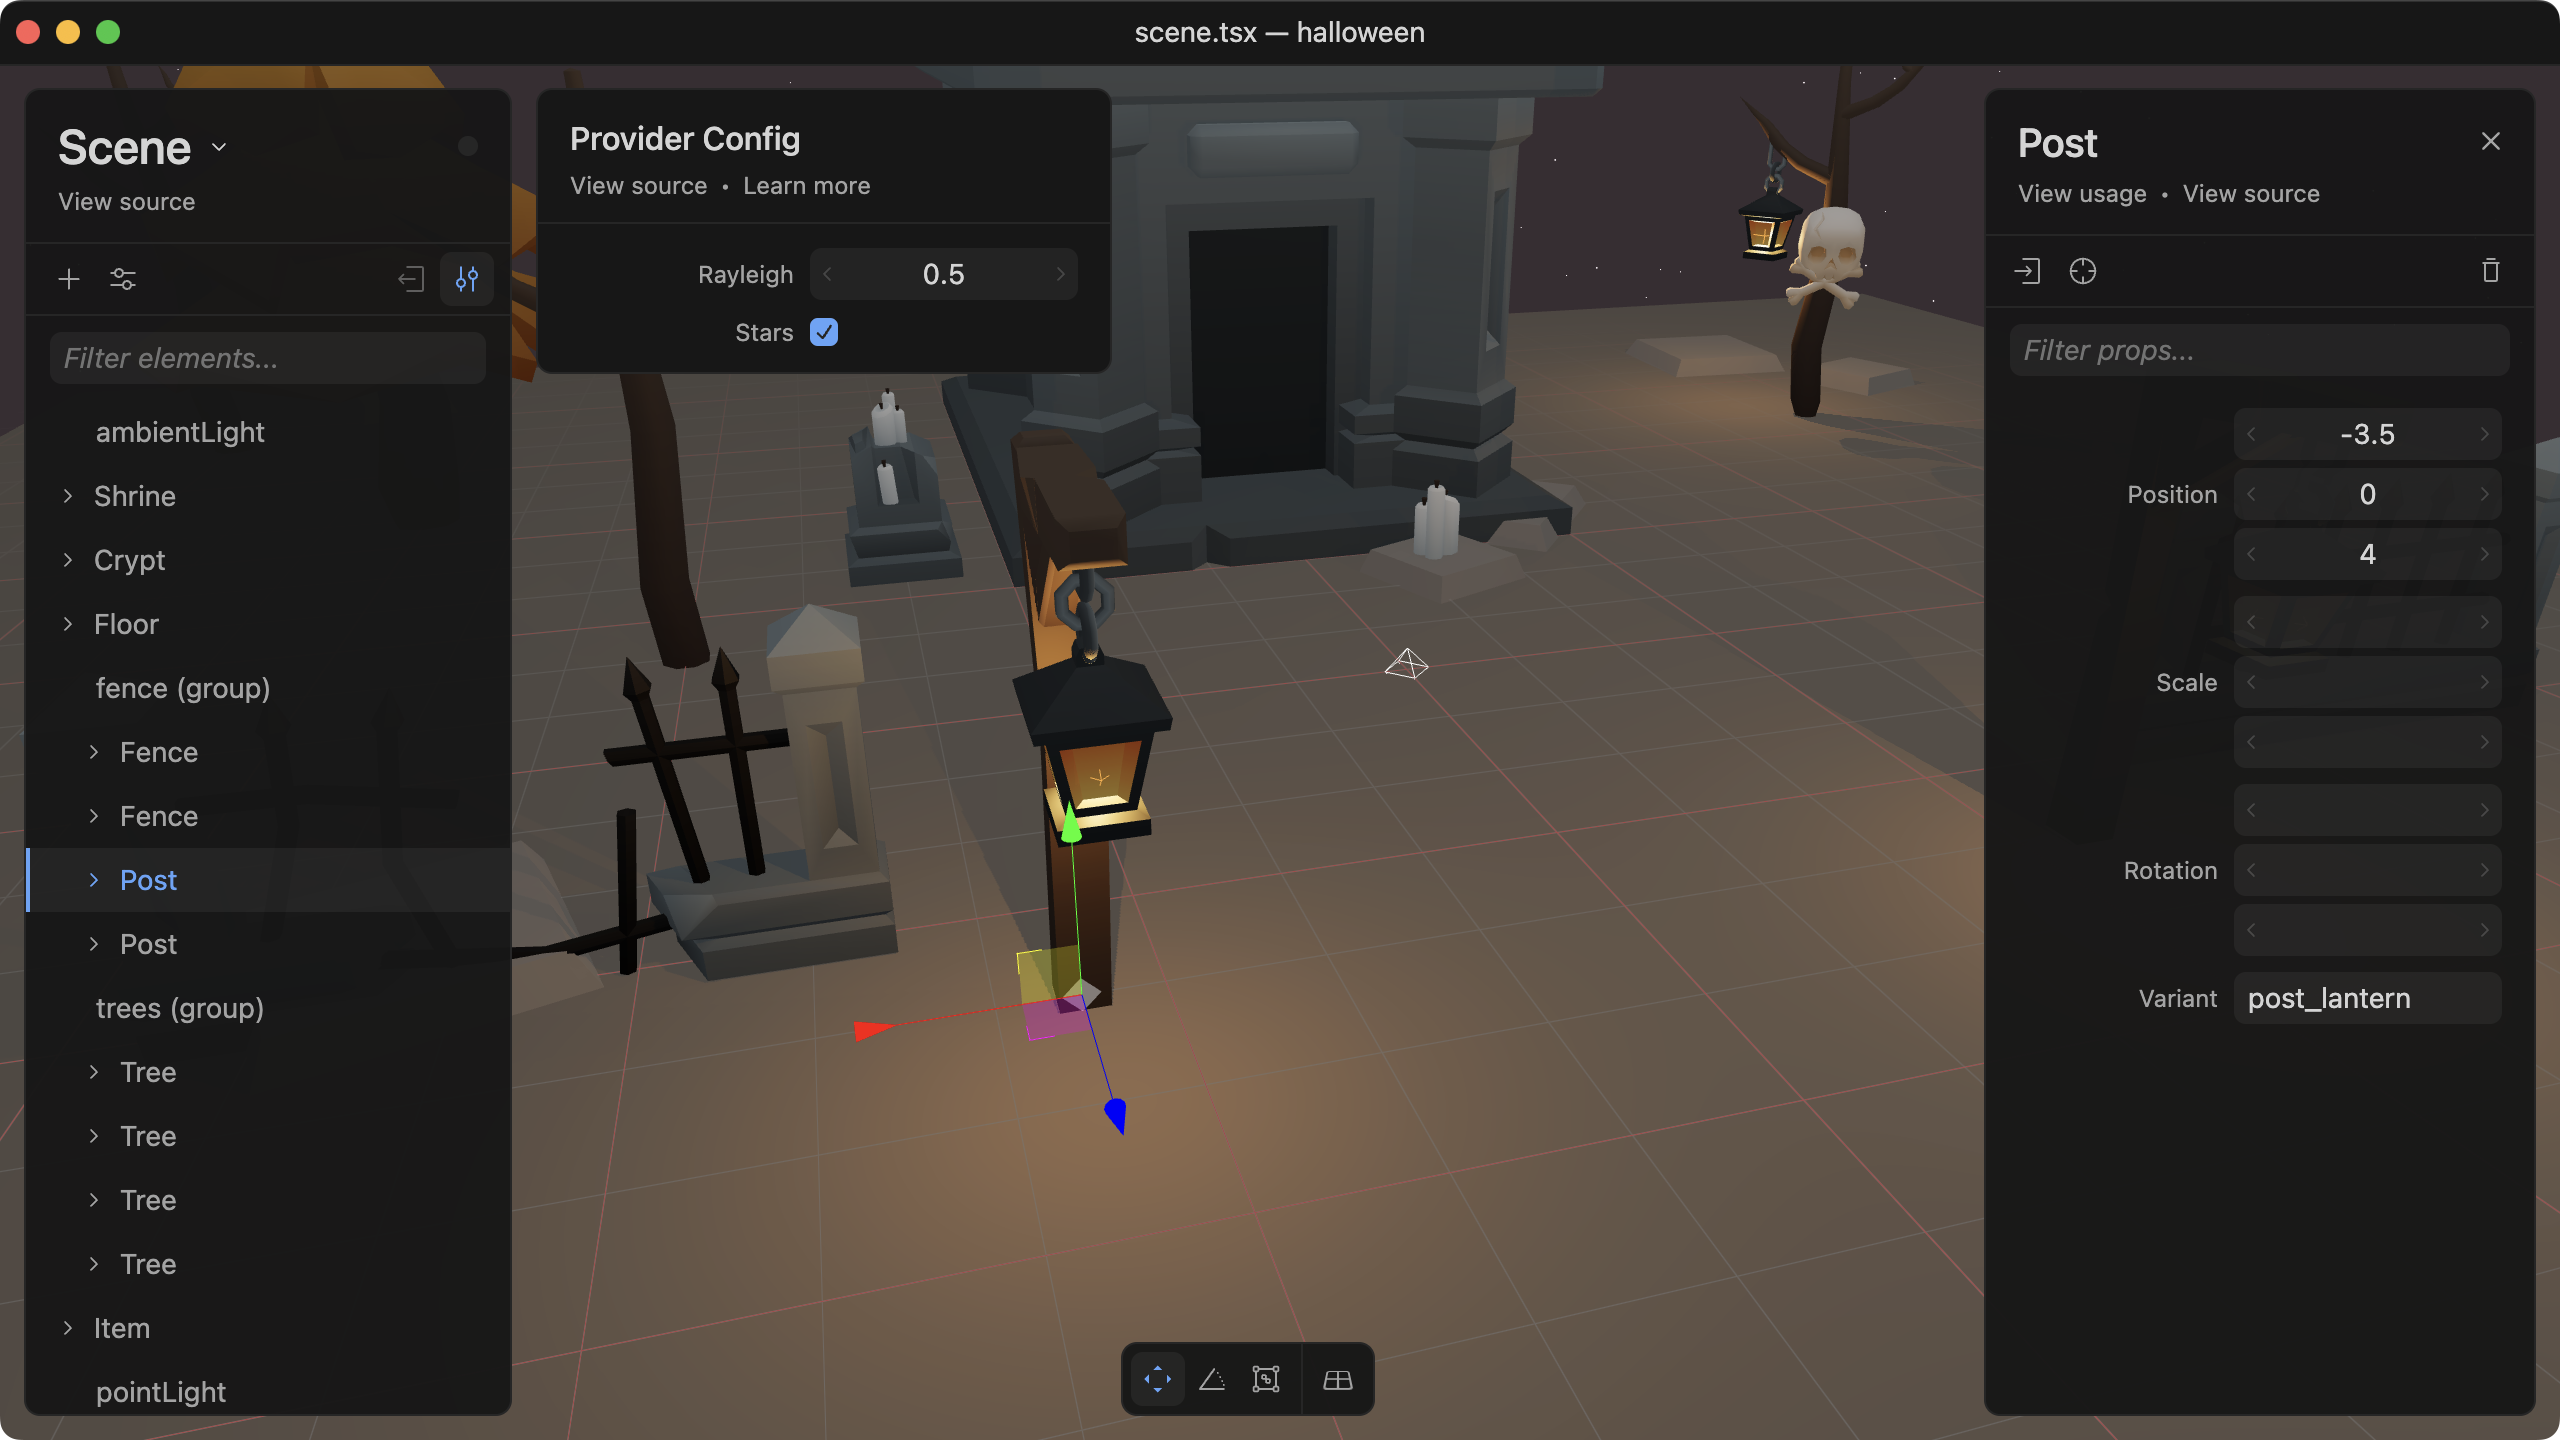 scene.tsx — halloween
Scene
View source
Filter elements...
ambientLight
Shrine
Crypt
Floor
fence (group)
Fence
Fence
Post
Post
trees (group)
Tree
Tree
Tree
Tree
Item
pointLight
Provider Config
View source • Learn more
Rayleigh 0.5
Stars
Post
View usage • View source
Filter props...
-3.5
Position 0
4
Scale
Rotation
Variant post_lantern